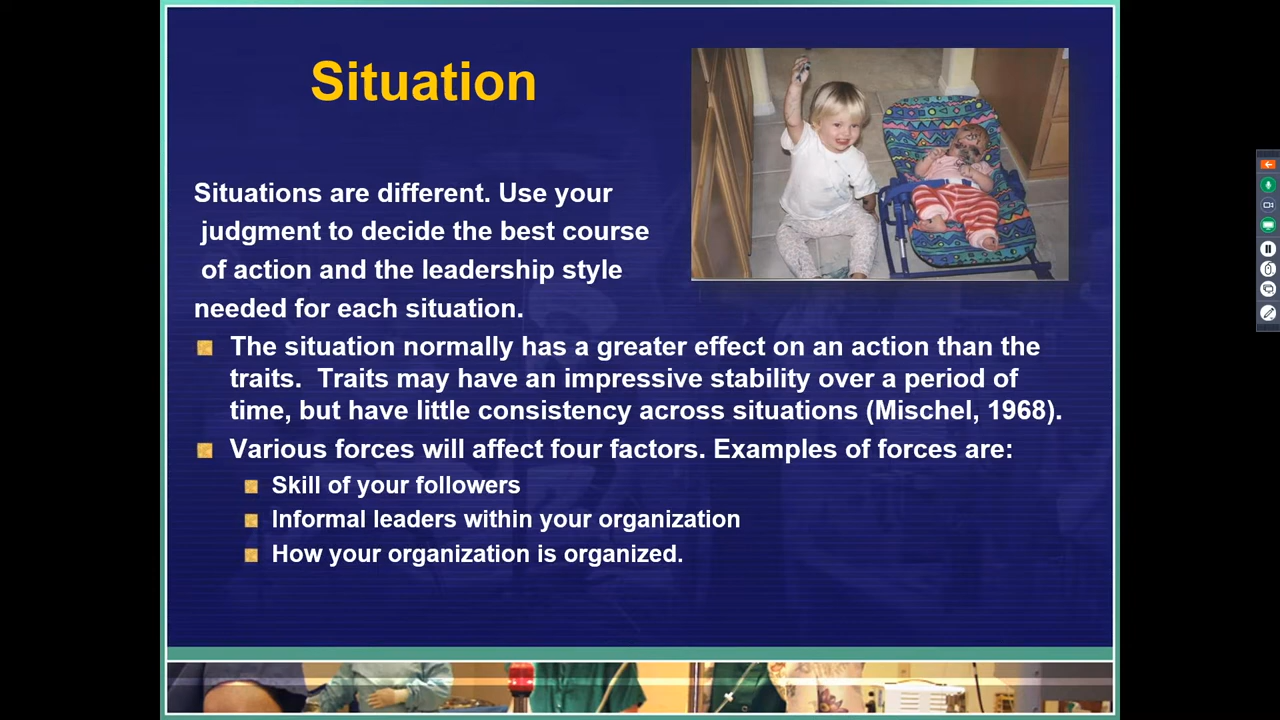 Situation
Situations are different. Use your
judgment to decide the best course
of action and the leadership style
needed for each situation.
The situation normally has a greater effect on an action than the
traits.  Traits may have an impressive stability over a period of
time, but have little consistency across situations (Mischel, 1968).
Various forces will affect four factors. Examples of forces are:
Skill of your followers
Informal leaders within your organization
How your organization is organized.